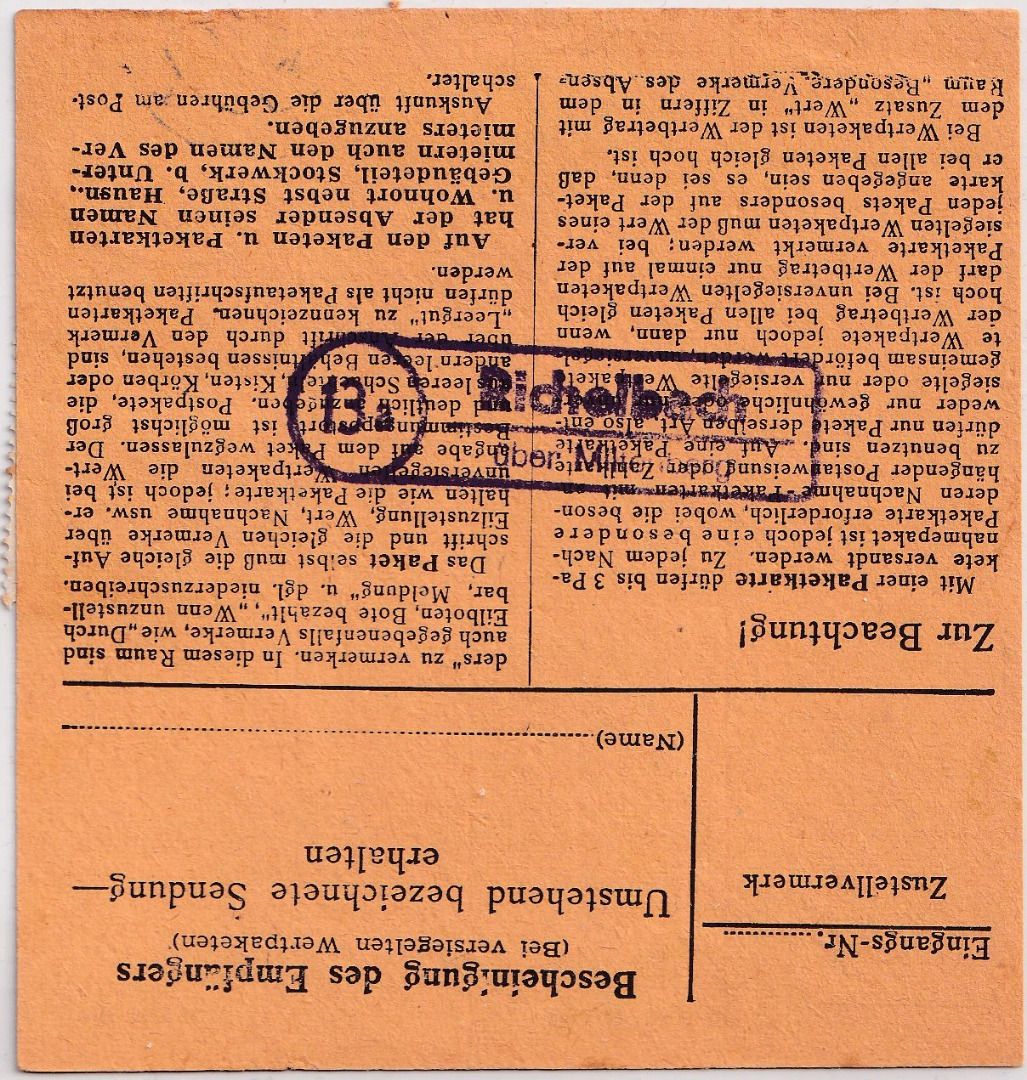 Eingangs-Nr.
Zustellvermerk
Bescheinigung des Empfängers
(Bei versiegelten Wertpaketen)
Umstehend bezeichnete Sendung—
erhalten
(Name)
Zur Beachtung!
Mit einer Paketkarte dürfen bis 3 Pa-
kete versandt werden. Zu jedem Nach-
nahmepaket ist jedoch eine besondere
Paketkarte erforderlich, wobei die beson-
deren Nachnahme-Paketkarten mit an-
hängender Postanweisung oder Zahlkarte
zu benutzen sind. Auf eine Paketkarte
dürfen nur Pakete derselben Art, also ent-
weder nur gewöhnliche oder nur unver-
siegelte oder nur versiegelte Wertpakete
gemeinsam befördert werden, unversiegel-
te Wertpakete jedoch nur dann, wenn
der Wertbetrag bei allen Paketen gleich
hoch ist. Bei unversiegelten Wertpaketen
darf der Wertbetrag nur einmal auf der
Paketkarte vermerkt werden; bei ver-
siegelten Wertpaketen muß der Wert eines
jeden Pakets besonders auf der Paket-
karte angegeben sein, es sei denn, daß
er bei allen Paketen gleich hoch ist.
Bei Wertpaketen ist der Wertbetrag mit
dem Zusatz „Wert" in Ziffern in dem
Raum „Besondere Vermerke des Absen-
ders" zu vermerken. In diesem Raum sind
auch gegebenenfalls Vermerke, wie „Durch
Eilboten, Bote bezahlt", „Wenn unzustell-
bar, Meldung" u. dgl. niederzuschreiben.
Das Paket selbst muß die gleiche Auf-
schrift und die gleichen Vermerke über
Eilzustellung, Wert, Nachnahme usw. er-
halten wie die Paketkarte; jedoch ist bei
unversiegelten Wertpaketen die Wert-
angabe auf dem Paket wegzulassen. Der
Bestimmungspostort ist möglichst groß
und deutlich anzugeben. Postpakete, die
aus leeren Schachteln, Kisten, Körben oder
andern leeren Behältnissen bestehen, sind
über der Anschrift durch den Vermerk
„Leergut" zu kennzeichnen. Paketkarten
dürfen nicht als Paketaufschriften benutzt
werden.
Auf den Paketen u. Paketkarten
hat der Absender seinen Namen
u. Wohnort nebst Straße, Hausn.,
Gebäudeteil, Stockwerk, b. Unter-
mietern auch den Namen des Ver-
mieters anzugeben.
Auskunft über die Gebühren am Post-
schalter.
13a
Richelbach
über Miltenberg